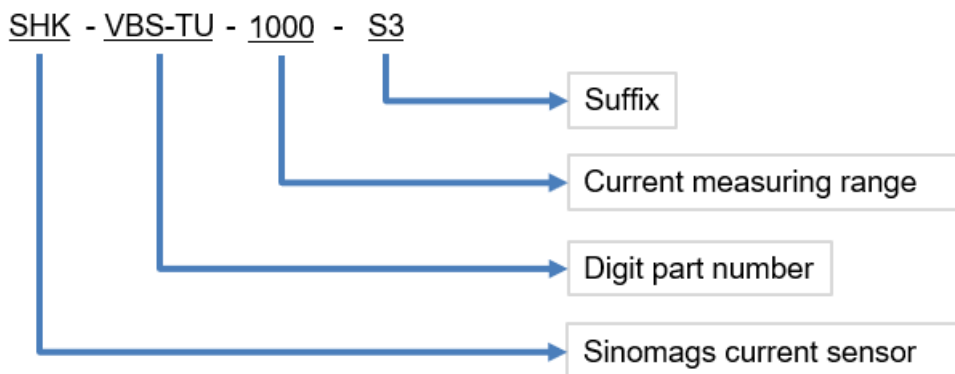 SHK - VBS-TU - 1000 - S3
Suffix
Current measuring range
Digit part number
Sinomags current sensor